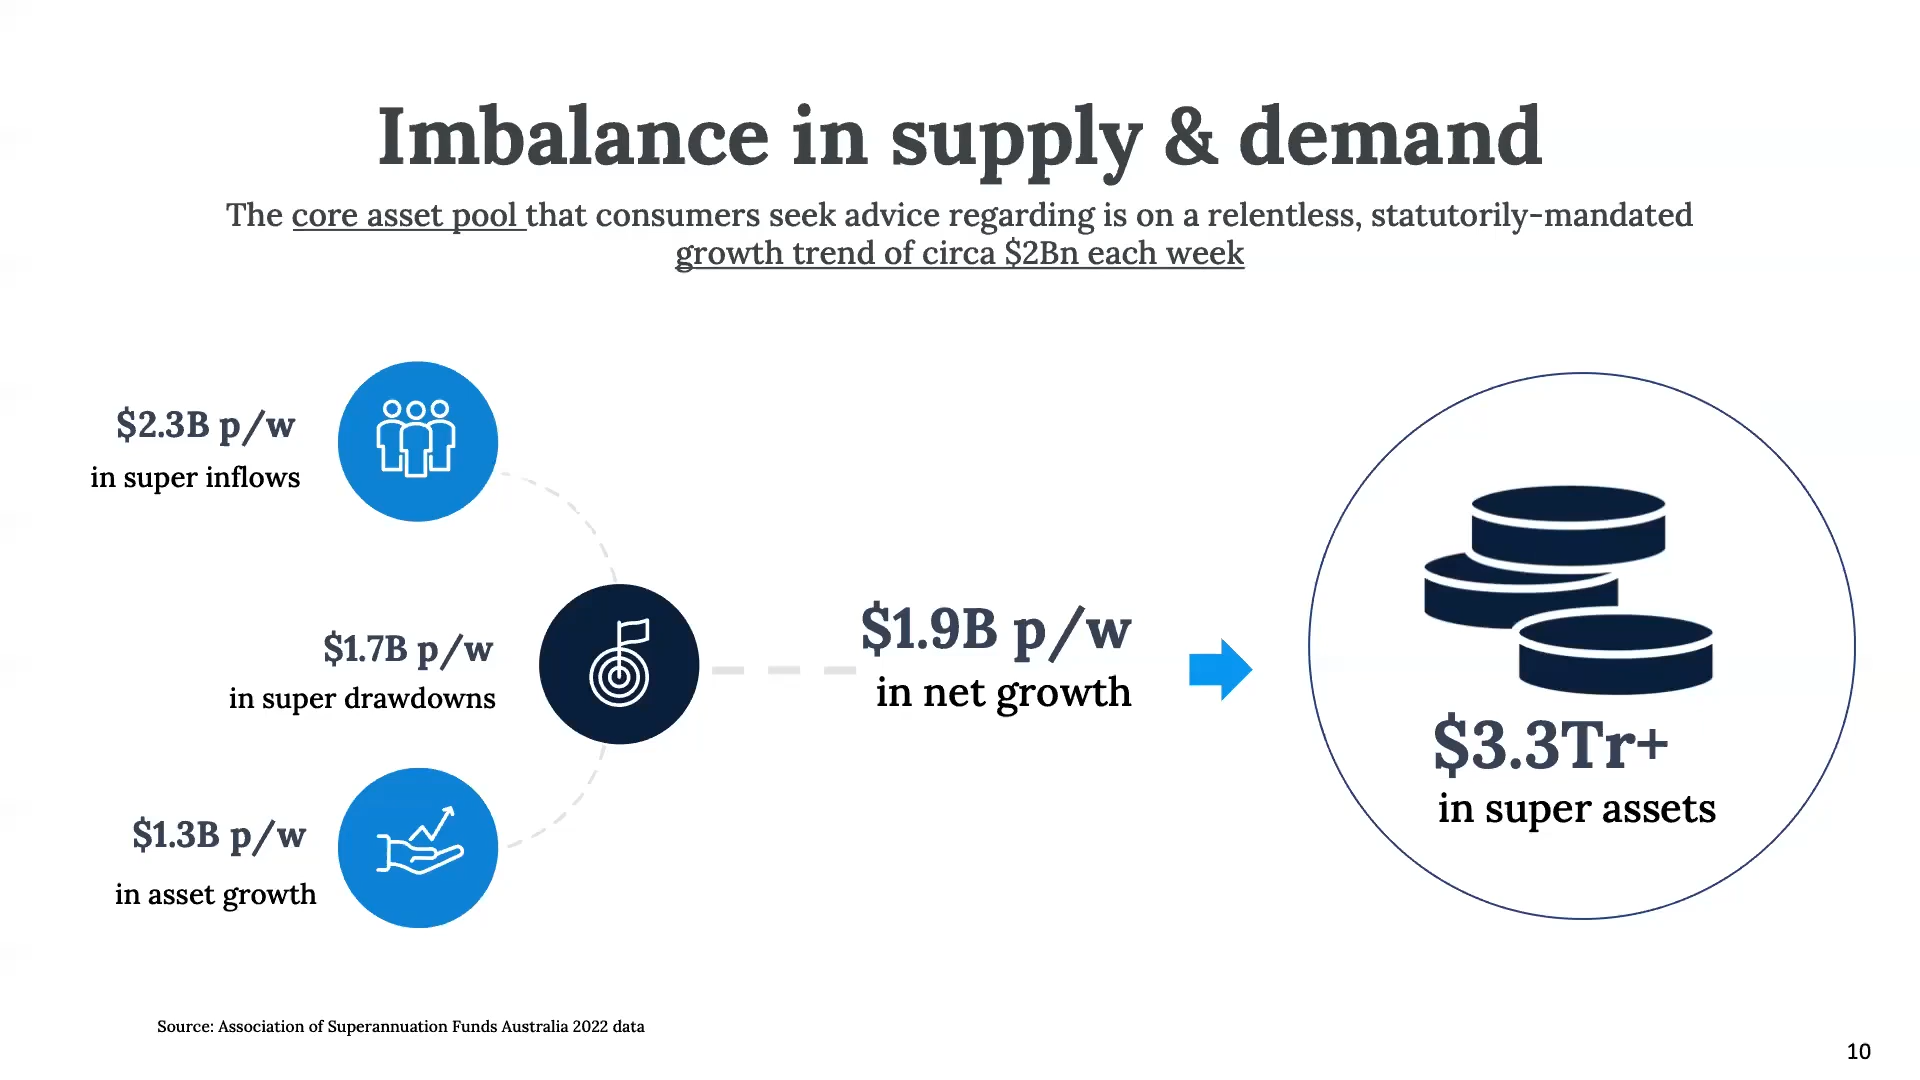 Imbalance in supply & demand
The core asset pool that consumers seek advice regarding is on a relentless, statutorily-mandated
growth trend of circa $2Bn each week
$2.3B p/w
in super inflows
$1.7B p/w
in super drawdowns
$1.3B p/w
in asset growth
$1.9B p/w
in net growth
$3.3Tr+
in super assets
Source: Association of Superannuation Funds Australia 2022 data
10